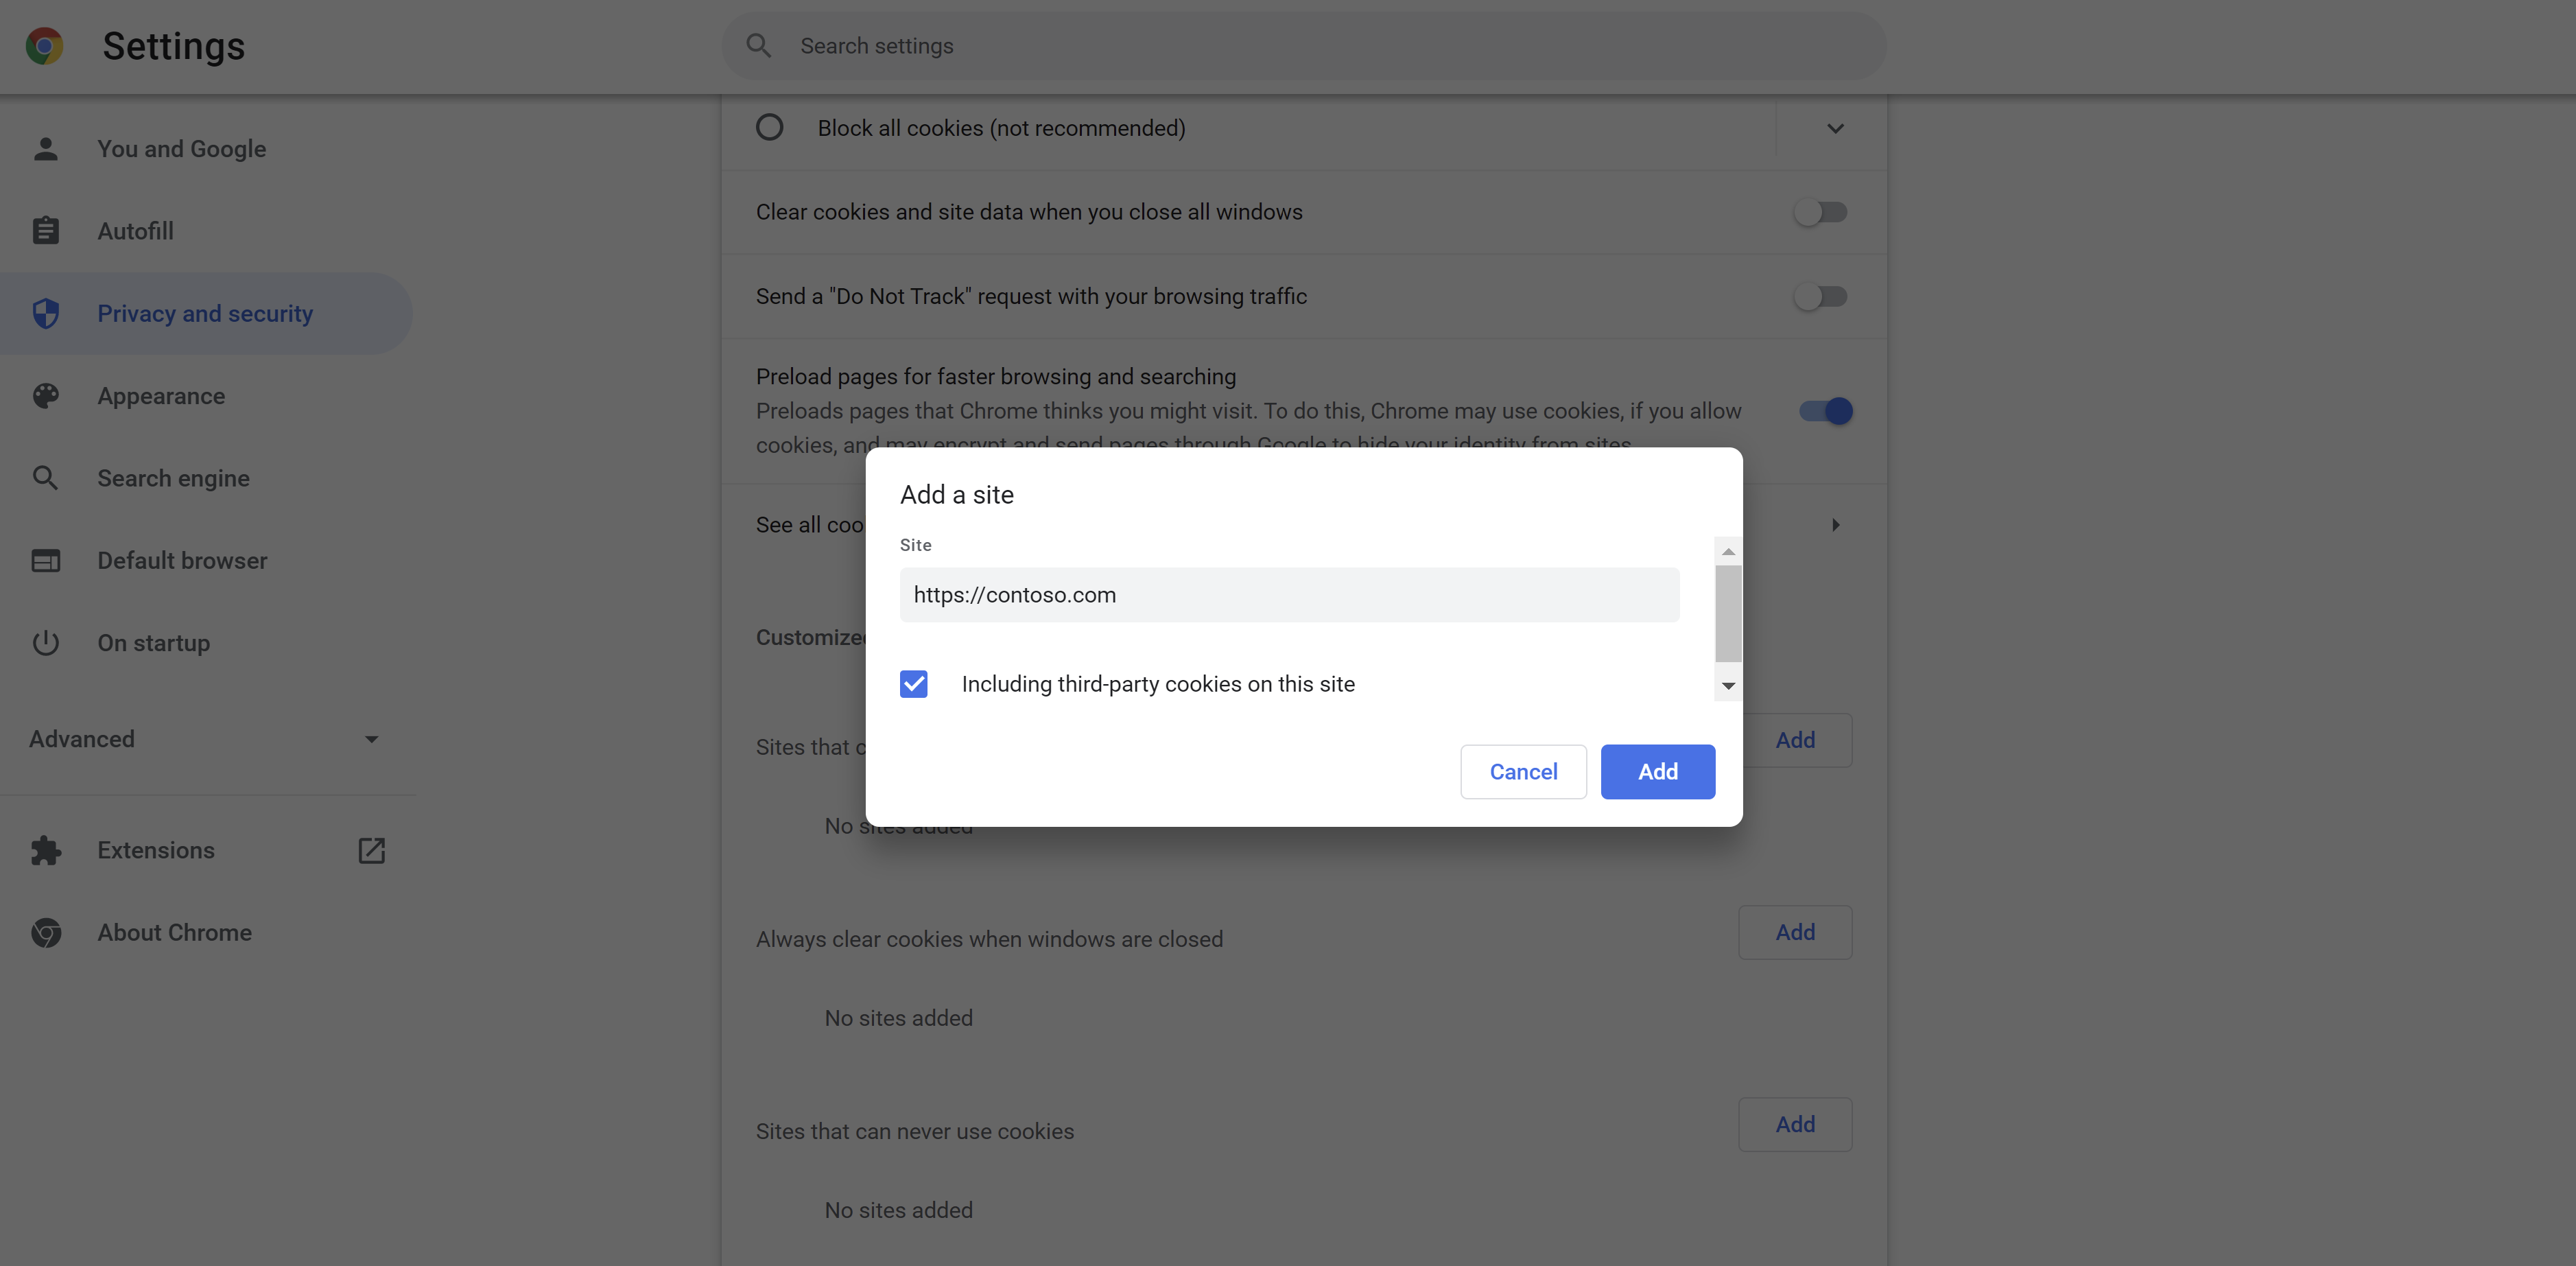 Settings
Search settings
You and Google
Autofill
Privacy and security
Appearance
Search engine
Default browser
On startup
Advanced
Extensions
About Chrome
Block all cookies (not recommended)
Clear cookies and site data when you close all windows
Send a "Do Not Track" request with your browsing traffic
Preload pages for faster browsing and searching
Preloads pages that Chrome thinks you might visit. To do this, Chrome may use cookies, if you allow
cookies, and may encrypt and send pages through Google to hide your identity from sites.
See all coo
Customized
Sites that c
Add
No sites added
Add a site
Site
https://contoso.com
Including third-party cookies on this site
Cancel
Add
Always clear cookies when windows are closed
Add
No sites added
Sites that can never use cookies
Add
No sites added